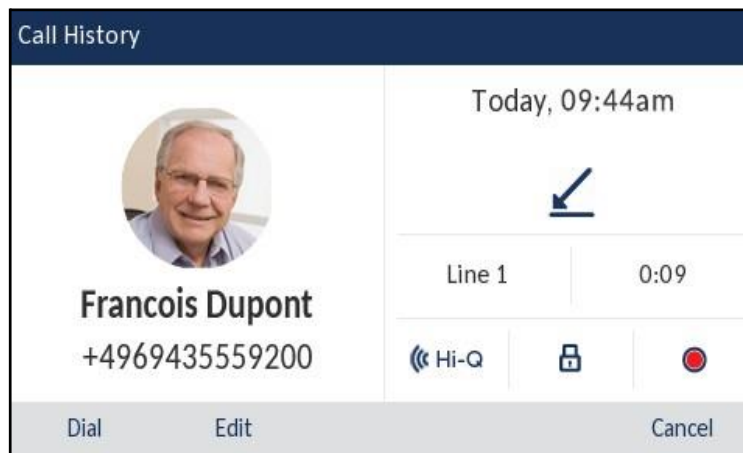 Call History
Francois Dupont
+4969435559200
Today, 09:44am
Line 1
0:09
Hi-Q
Dial
Edit
Cancel